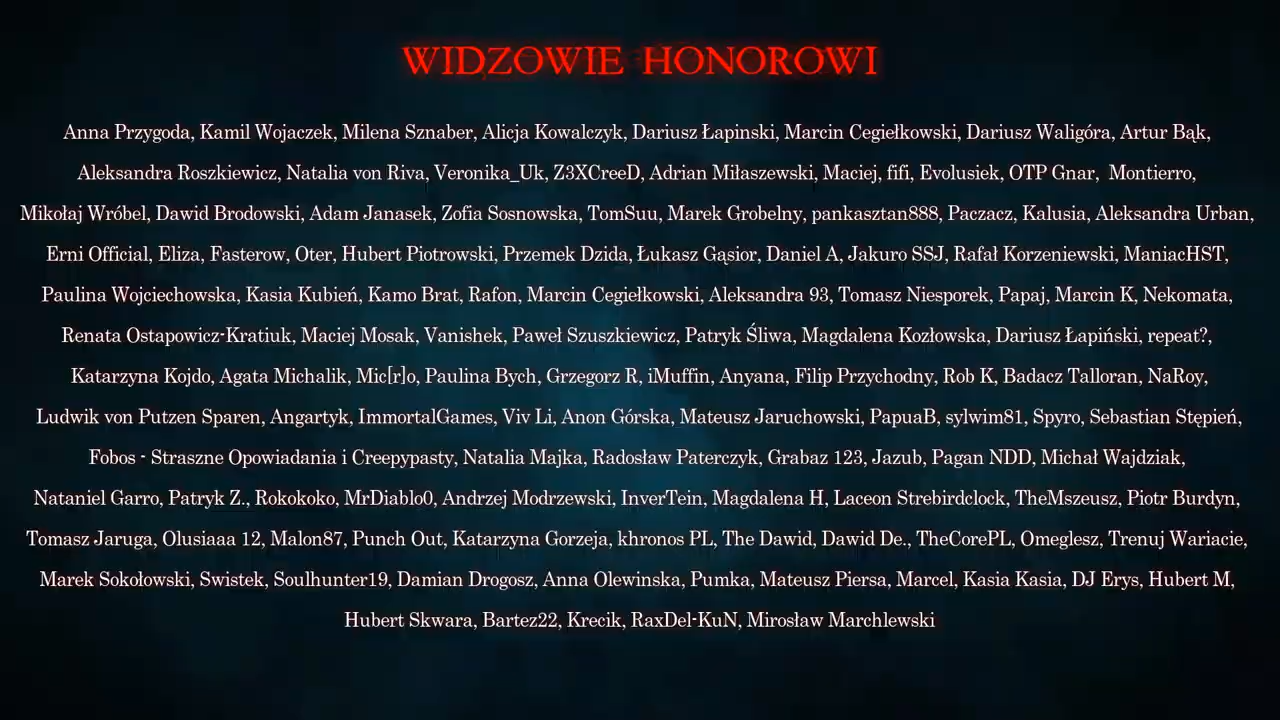 WIDZOWIE HONOROWI
Anna Przygoda, Kamil Wojaczek, Milena Sznaber, Alicja Kowalczyk, Dariusz Łapinski, Marcin Cegiełkowski, Dariusz Waligóra, Artur Bąk,
Aleksandra Roszkiewicz, Natalia von Riva, Veronika_Uk, Z3XCreeD, Adrian Miłaszewski, Maciej, fifi, Evolusiek, OTP Gnar, Montierro,
Mikołaj Wróbel, Dawid Brodowski, Adam Janasek, Zofia Sosnowska, TomSuu, Marek Grobelny, pankasztan888, Paczacz, Kalusia, Aleksandra Urban,
Erni Official, Eliza, Fasterow, Oter, Hubert Piotrowski, Przemek Dzida, Łukasz Gąsior, Daniel A, Jakuro SSJ, Rafał Korzeniewski, ManiacHST,
Paulina Wojciechowska, Kasia Kubień, Kamo Brat, Rafon, Marcin Cegiełkowski, Aleksandra 93, Tomasz Niesporek, Papaj, Marcin K, Nekomata,
Renata Ostapowicz-Kratiuk, Maciej Mosak, Vanishek, Paweł Szuszkiewicz, Patryk Śliwa, Magdalena Kozłowska, Dariusz Łapiński, repeat?,
Katarzyna Kojdo, Agata Michalik, Mic[r]o, Paulina Bych, Grzegorz R, iMuffin, Anyana, Filip Przychodny, Rob K, Badacz Talloran, NaRoy,
Ludwik von Putzen Sparen, Angartyk, ImmortalGames, Viv Li, Anon Górska, Mateusz Jaruchowski, PapuaB, sylwim81, Spyro, Sebastian Stępień,
Fobos - Straszne Opowiadania i Creepypasty, Natalia Majka, Radosław Paterczyk, Grabaz 123, Jazub, Pagan NDD, Michał Wajdziak,
Nataniel Garro, Patryk Z., Rokokoko, MrDiablo0, Andrzej Modrzewski, InverTein, Magdalena H, Laceon Strebirdclock, TheMszeusz, Piotr Burdyn,
Tomasz Jaruga, Olusiaaa 12, Malon87, Punch Out, Katarzyna Gorzeja, khronos PL, The Dawid, Dawid De., TheCorePL, Omeglesz, Trenuj Wariacie,
Marek Sokołowski, Swistek, Soulhunter19, Damian Drogosz, Anna Olewinska, Pumka, Mateusz Piersa, Marcel, Kasia Kasia, DJ Erys, Hubert M,
Hubert Skwara, Bartez22, Krecik, RaxDel-KuN, Mirosław Marchlewski